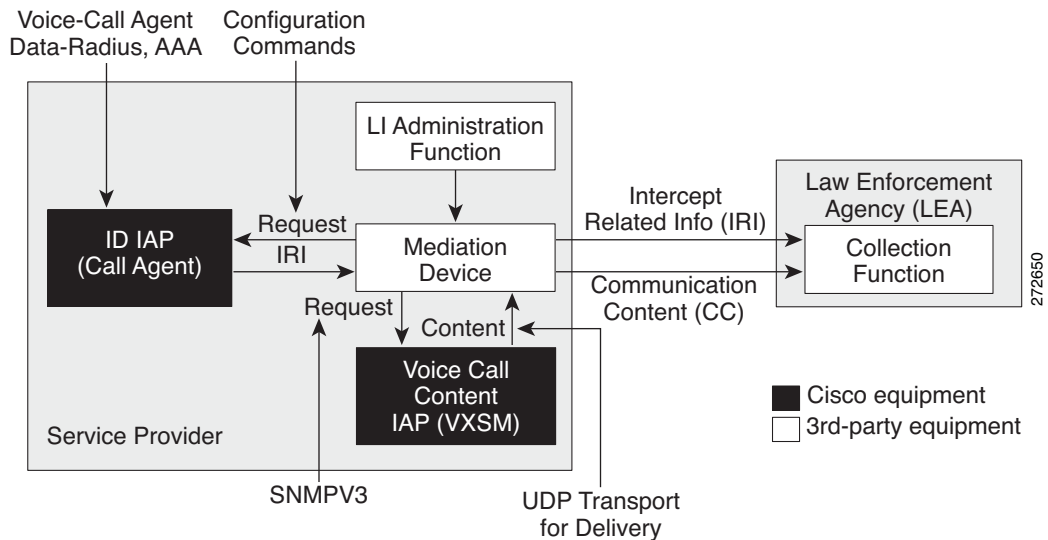 Voice-Call Agent
Data-Radius, AAA
Configuration
Commands
LI Administration
Function
Law Enforcement
Agency (LEA)
Intercept
Related Info (IRI)
Request
ID IAP
(Call Agent)
IRI
Mediation
Device
Collection
Function
Communication
Content (CC)
Request
Content
Voice Call
Content
IAP (VXSM)
Service Provider
Cisco equipment
3rd-party equipment
SNMPV3
UDP Transport
for Delivery
272650